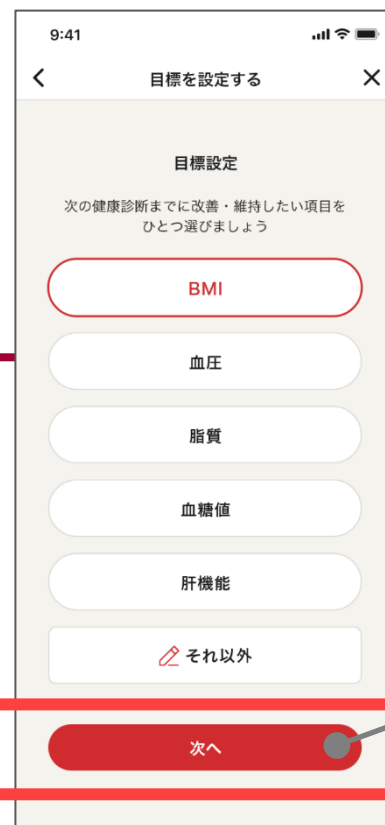 9:41
目標を設定する
目標設定
次の健康診断までに改善・維持したい項目を
ひとつ選びましょう
BMI
血圧
脂質
血糖値
肝機能
それ以外
次へ